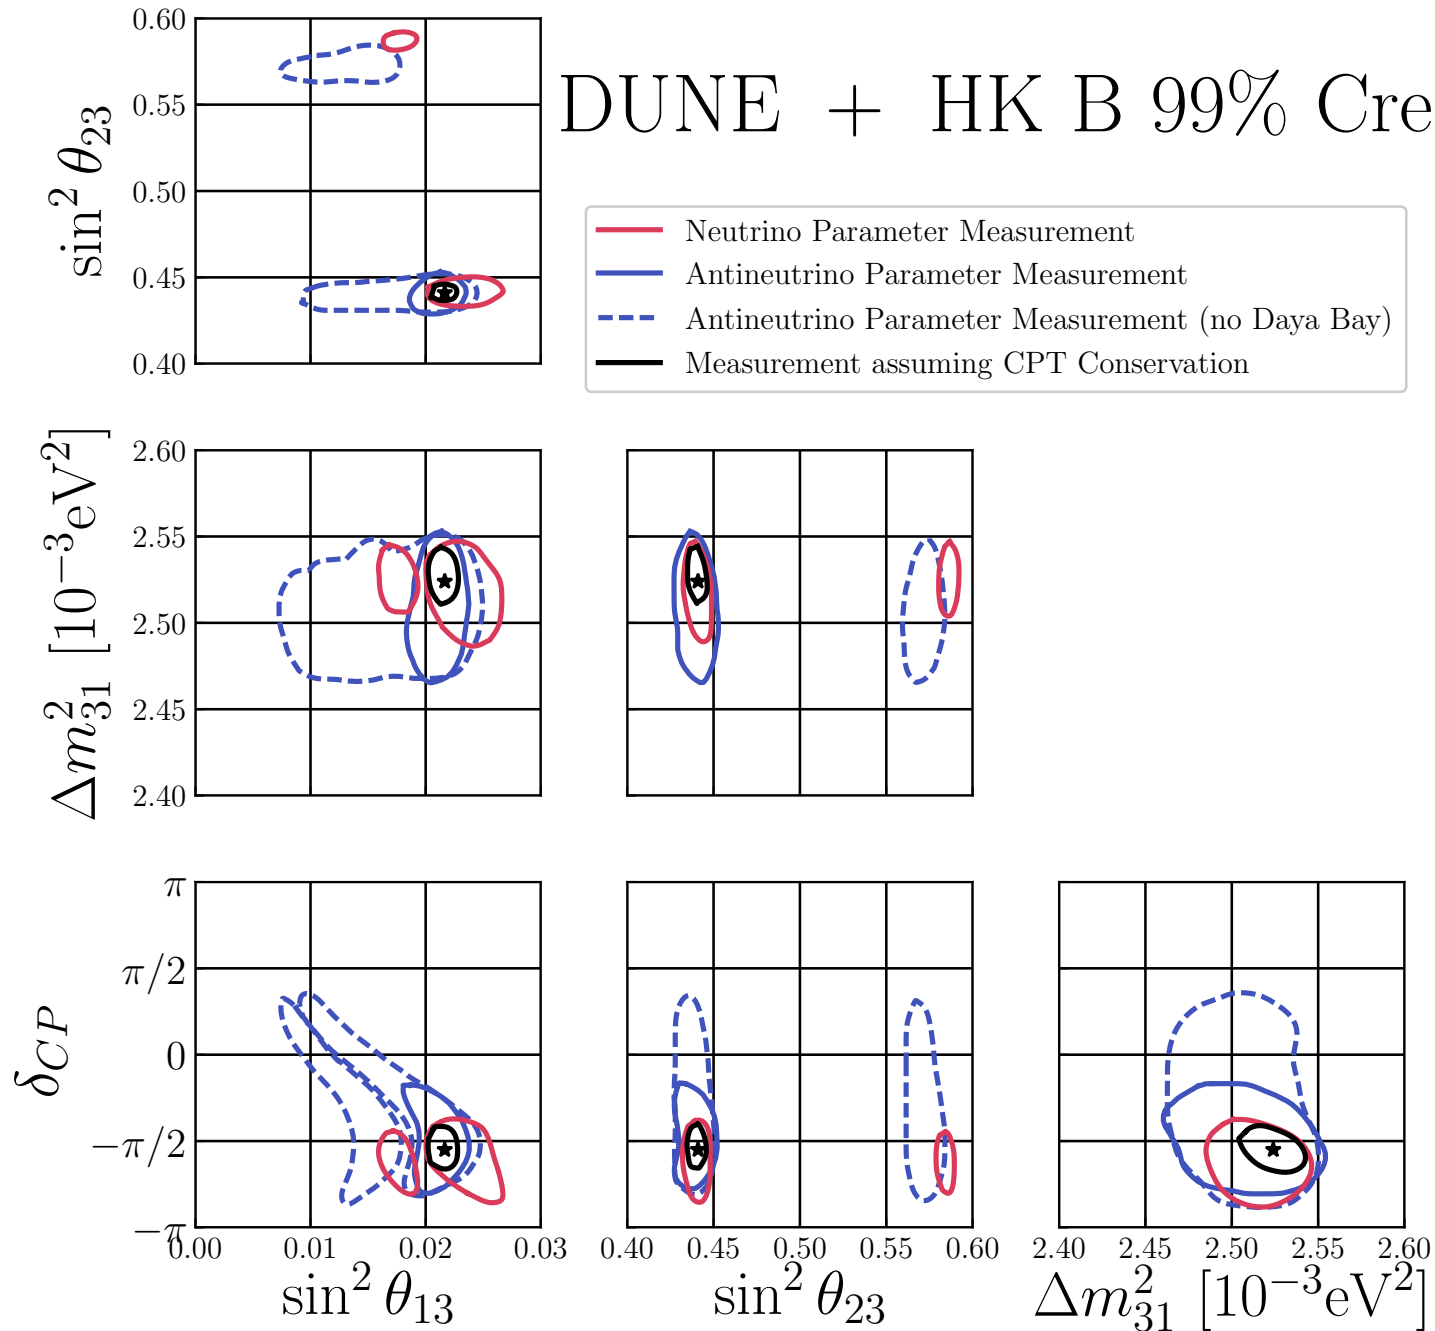 DUNE + HK B 99% Cre
0.60
0.55
0.50
0.45
0.40
sin² θ₂₃
Neutrino Parameter Measurement
Antineutrino Parameter Measurement
Antineutrino Parameter Measurement (no Daya Bay)
Measurement assuming CPT Conservation
2.60
2.55
2.50
2.45
2.40
Δm²₃₁ [10⁻³eV²]
π
π/2
0
−π/2
−π
δCP
0.00 0.01 0.02 0.03
sin² θ₁₃
0.40 0.45 0.50 0.55 0.60
sin² θ₂₃
2.40 2.45 2.50 2.55 2.60
Δm²₃₁ [10⁻³eV²]